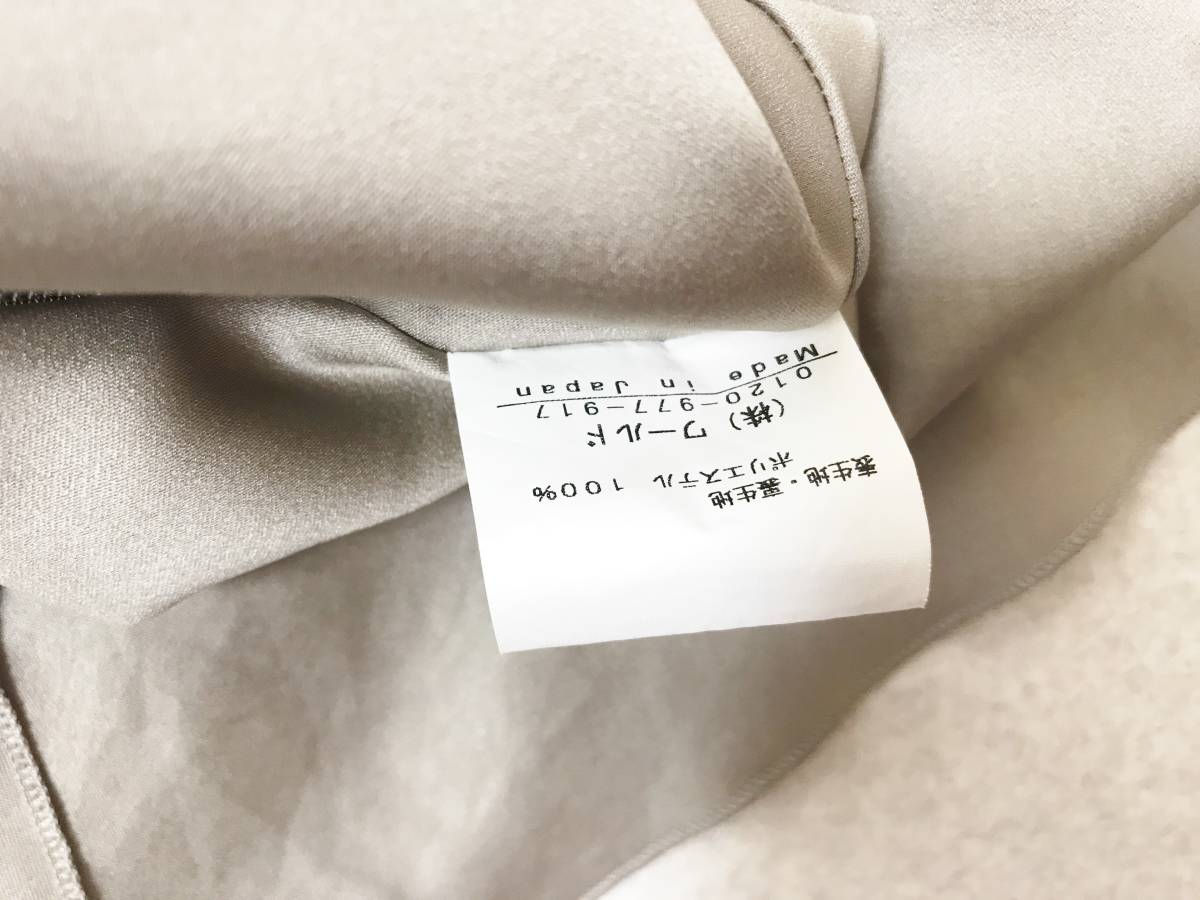 表生地・裏生地
ポリエステル　100%
（株）ワールド
0120-977-917
Made in Japan